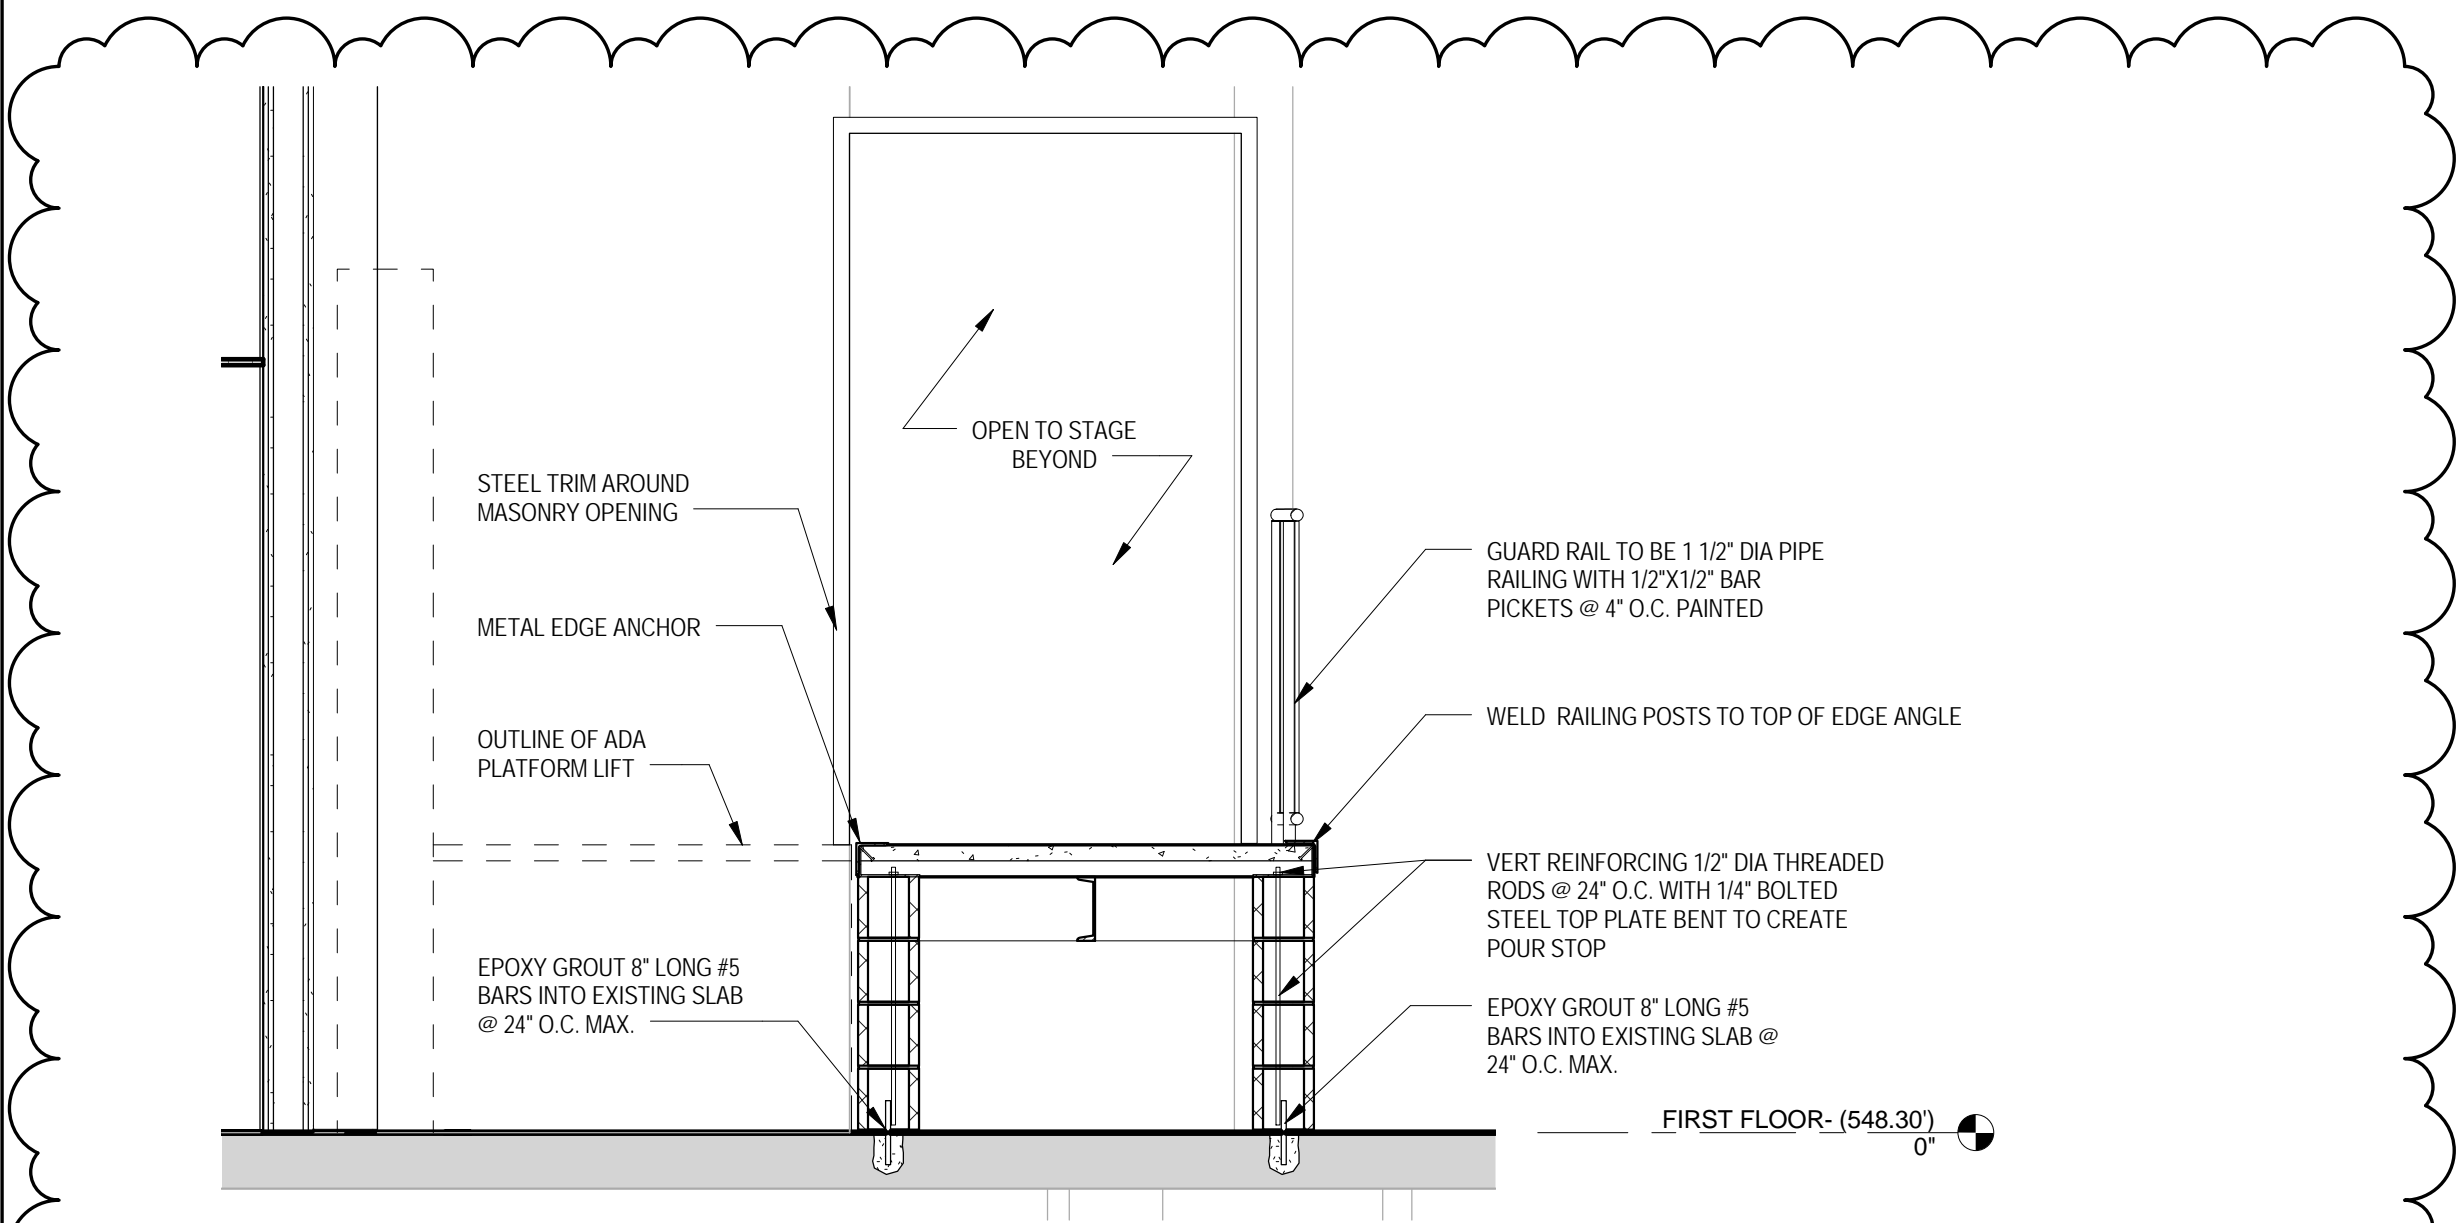 OPEN TO STAGE
BEYOND
STEEL TRIM AROUND
MASONRY OPENING
METAL EDGE ANCHOR
OUTLINE OF ADA
PLATFORM LIFT
EPOXY GROUT 8" LONG #5
BARS INTO EXISTING SLAB
@ 24" O.C. MAX.
GUARD RAIL TO BE 1 1/2" DIA PIPE
RAILING WITH 1/2"X1/2" BAR
PICKETS @ 4" O.C. PAINTED
WELD RAILING POSTS TO TOP OF EDGE ANGLE
VERT REINFORCING 1/2" DIA THREADED
RODS @ 24" O.C. WITH 1/4" BOLTED
STEEL TOP PLATE BENT TO CREATE
POUR STOP
EPOXY GROUT 8" LONG #5
BARS INTO EXISTING SLAB @
24" O.C. MAX.
FIRST FLOOR- (548.30')
0"